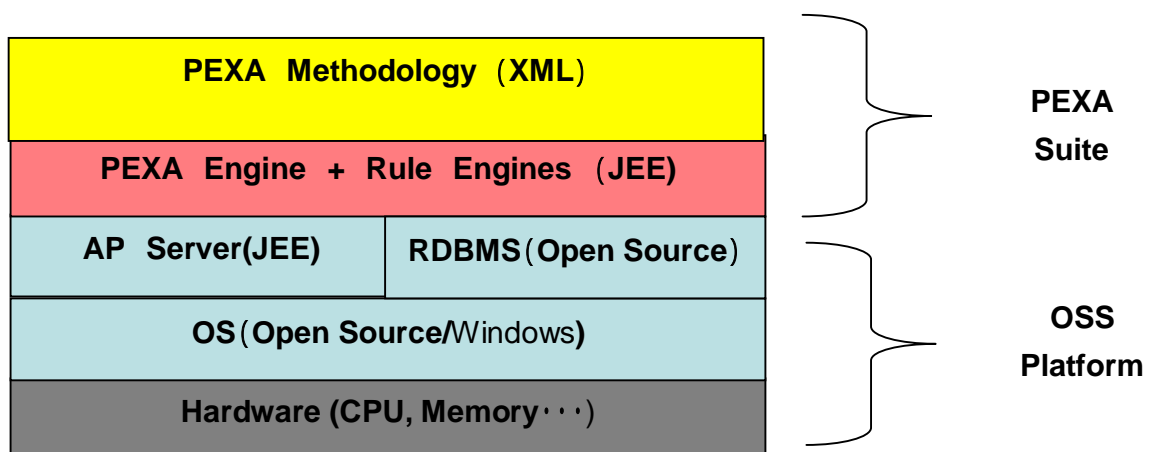 PEXA Methodology (XML)
PEXA Engine + Rule Engines (JEE)
AP Server(JEE)
RDBMS(Open Source)
OS(Open Source/Windows)
Hardware (CPU, Memory･･･)
PEXA
Suite
OSS
Platform